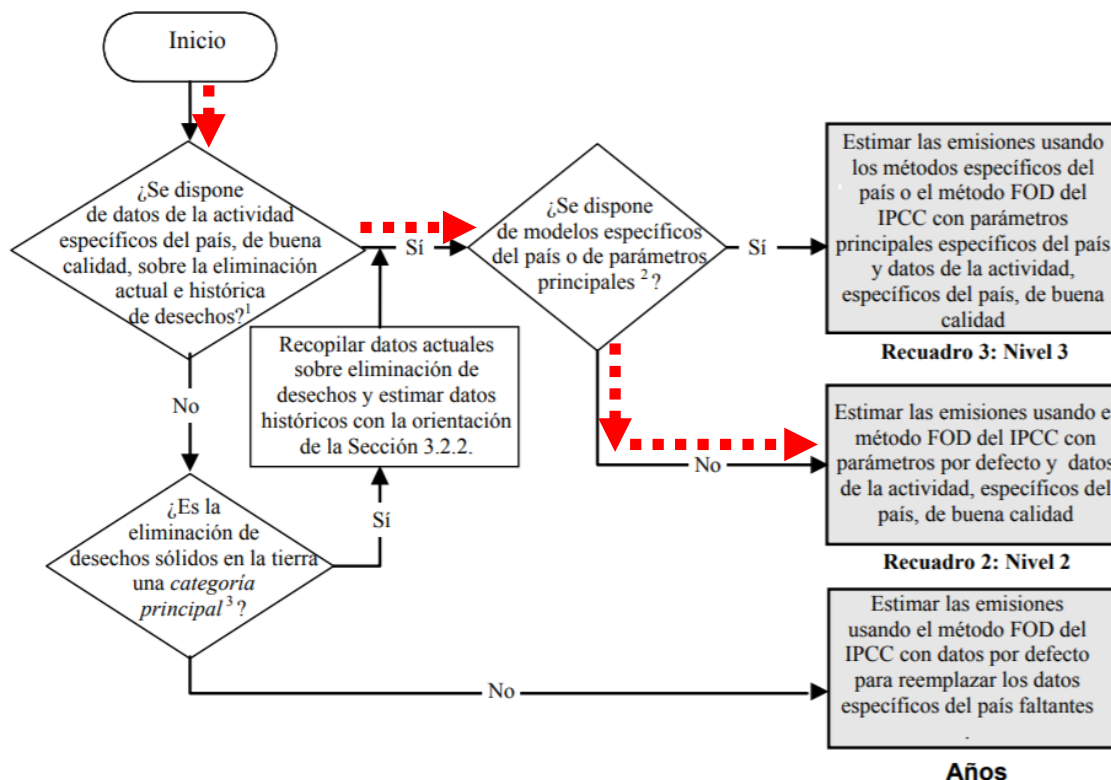 Inicio
¿Se dispone
de datos de la actividad
específicos del país, de buena
calidad, sobre la eliminación
actual e histórica
de desechos?1
Sí
¿Se dispone
de modelos específicos
del país o de parámetros
principales 2 ?
Sí
Estimar las emisiones usando
los métodos específicos del
país o el método FOD del
IPCC con parámetros
principales específicos del país
y datos de la actividad,
específicos del país, de buena
calidad
Recuadro 3: Nivel 3
No
Recopilar datos actuales
sobre eliminación de
desechos y estimar datos
históricos con la orientación
de la Sección 3.2.2.
No
Estimar las emisiones usando e
método FOD del IPCC con
parámetros por defecto y datos
de la actividad, específicos del
país, de buena calidad
Recuadro 2: Nivel 2
¿Es la
eliminación de
desechos sólidos en la tierra
una categoría
principal 3 ?
Sí
No
Estimar las emisiones
usando el método FOD del
IPCC con datos por defecto
para reemplazar los datos
específicos del país faltantes
.
Años